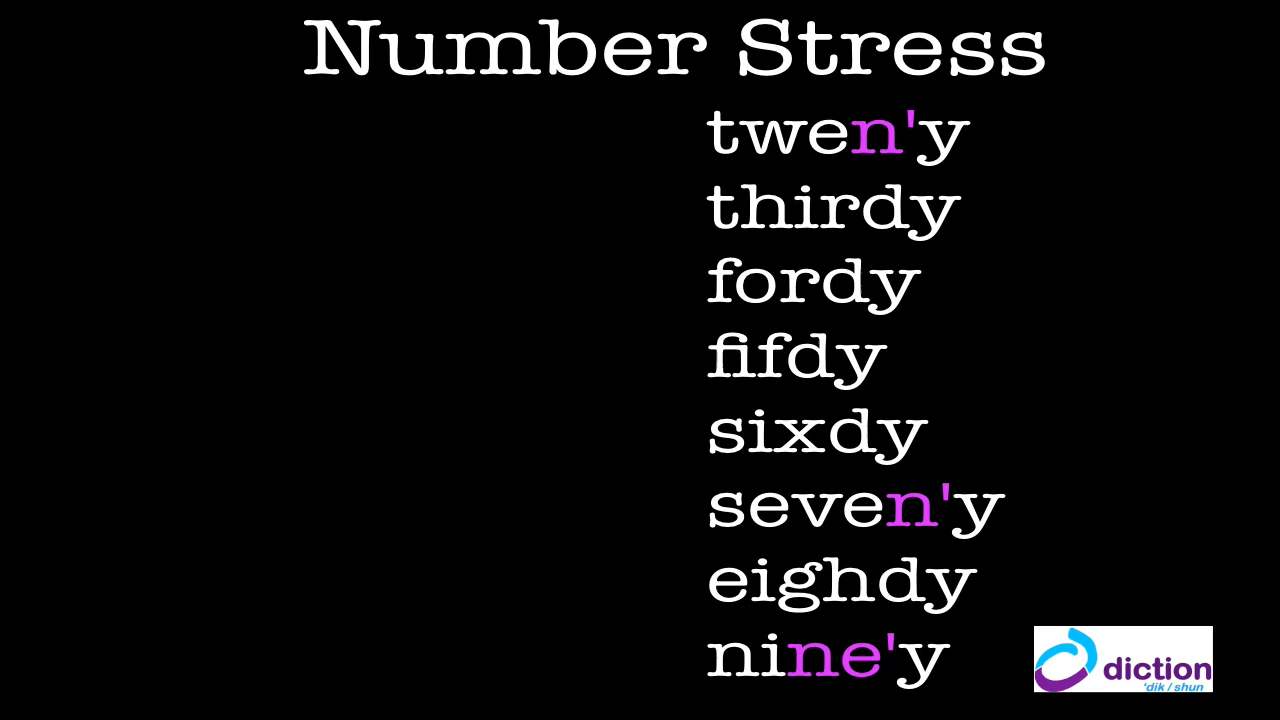 Number Stress
twen'y
thirdy
fordy
fifdy
sixdy
seven'y
eighdy
nine'y
diction
'dik / shun